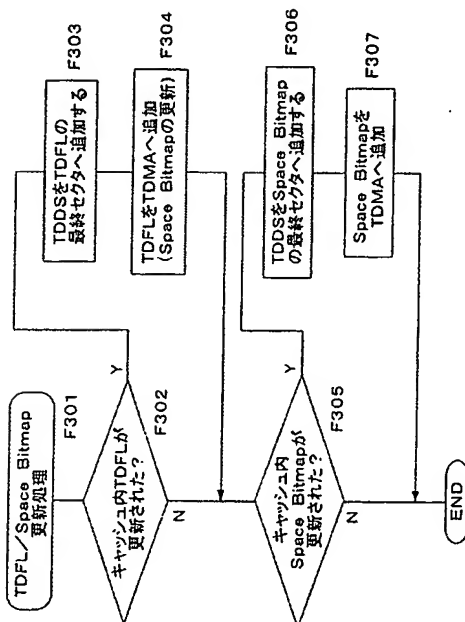 TDFL/Space Bitmap
更新処理
F301
キャッシュ内TDFLが
更新された?
F302
Y
N
TDDSをTDFLの
最終セクタへ追加する
F303
TDFLをTDMAへ追加
(Space Bitmapの更新)
F304
キャッシュ内
Space Bitmapが
更新された?
F305
Y
N
TDDSをSpace Bitmap
の最終セクタへ追加する
F306
Space Bitmapを
TDMAへ追加
F307
END